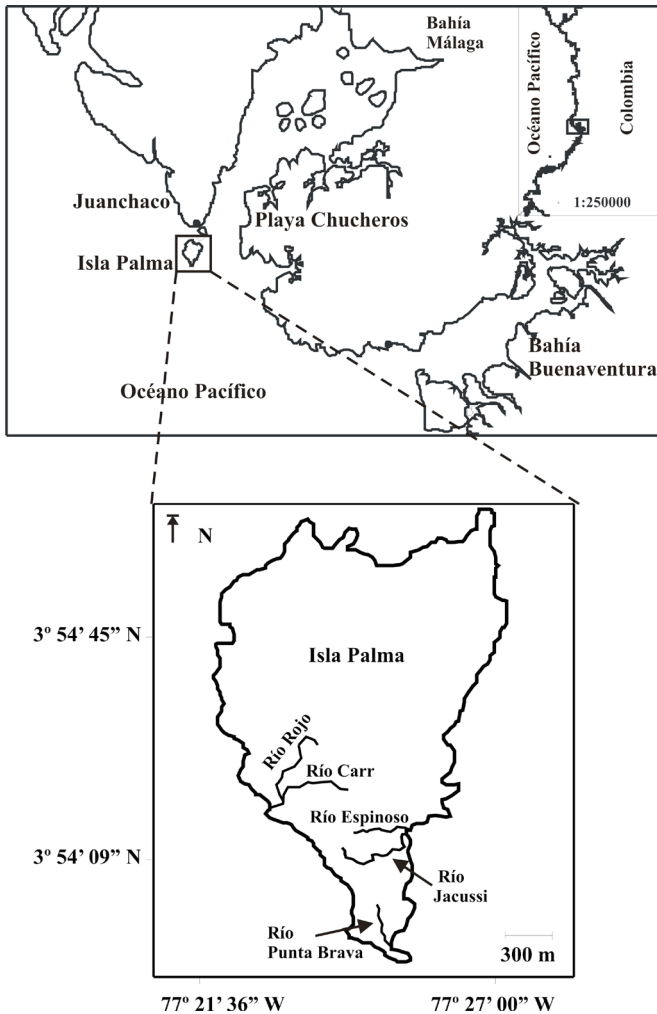 Bahía
Málaga
Océano Pacífico
Colombia
1:250000
Juanchaco
Playa Chucheros
Isla Palma
Bahía
Buenaventura
Océano Pacífico
N
3º 54’ 45” N
Isla Palma
Río Rojo
Río Carr
Río Espinoso
3º 54’ 09” N
Río
Jacussi
Río
Punta Brava
300 m
77º 21’ 36” W
77º 27’ 00” W